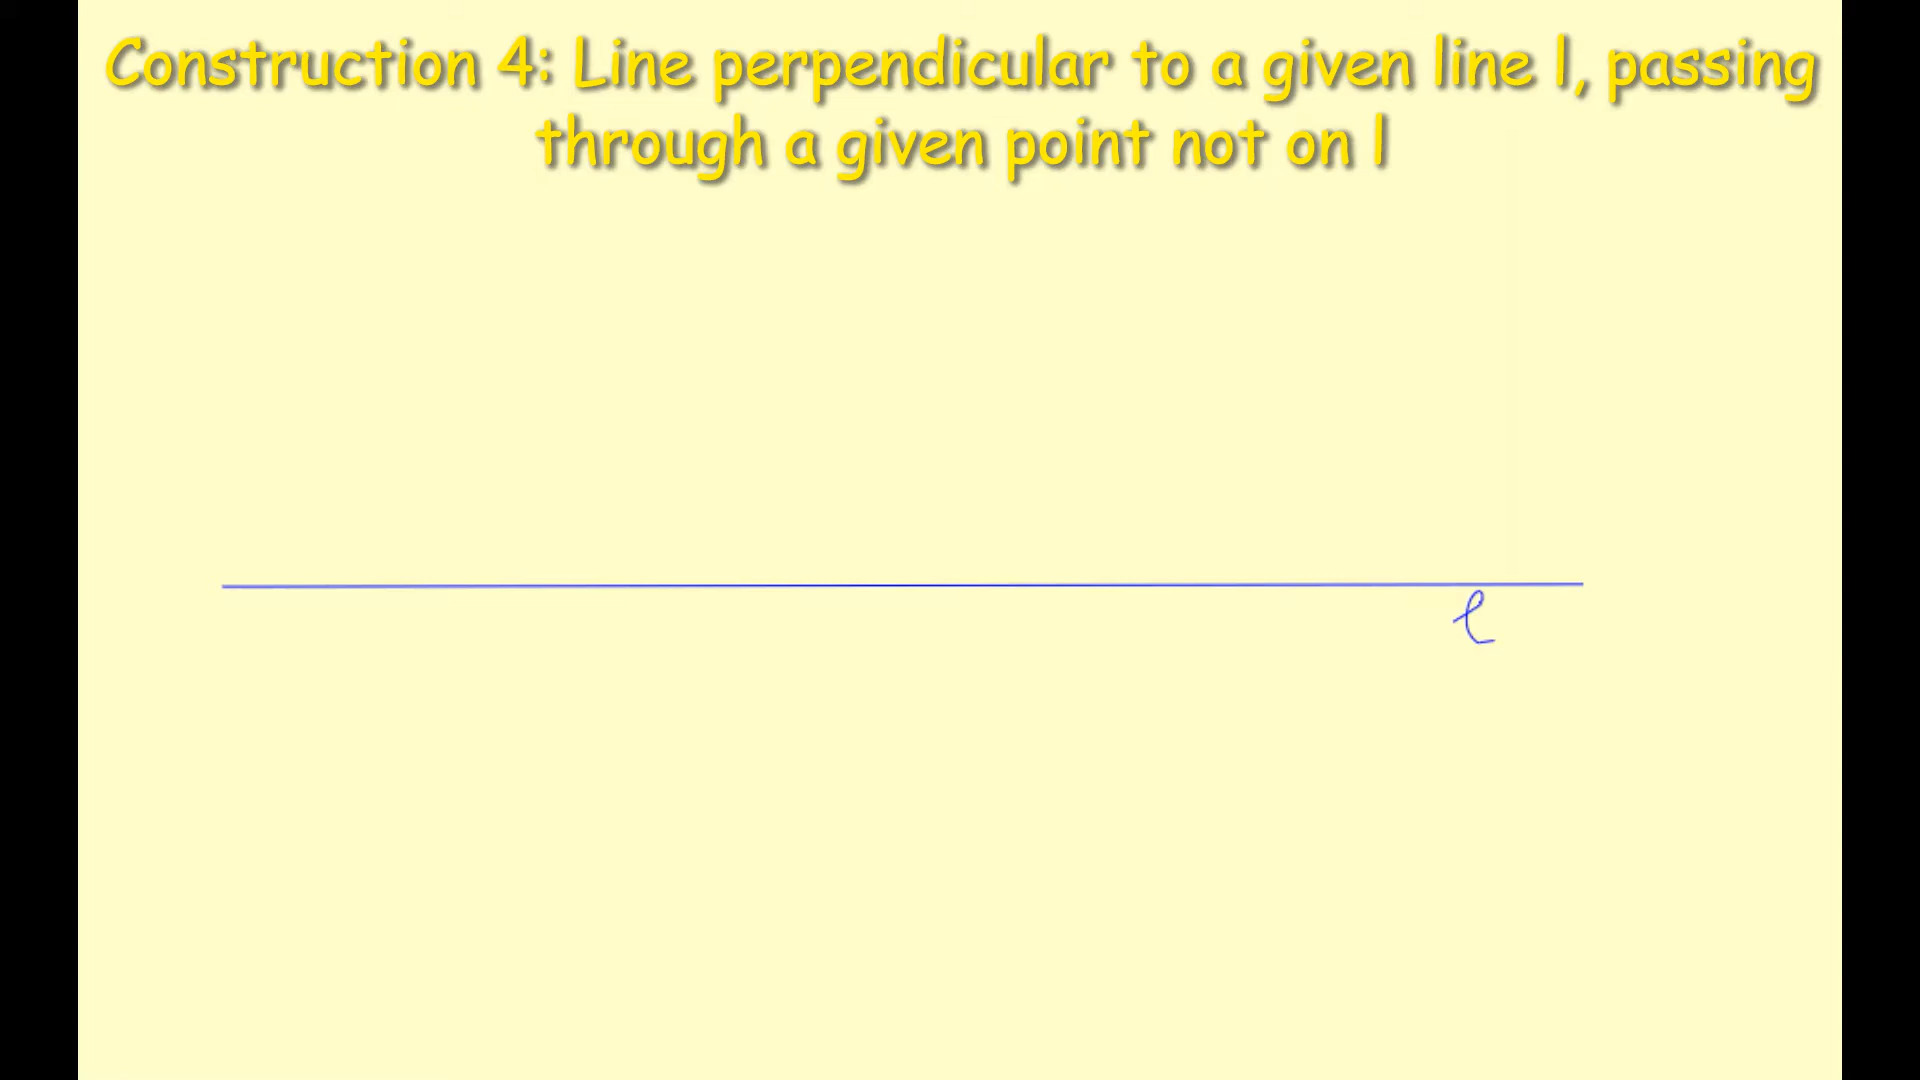 Construction 4: Line perpendicular to a given line l, passing
through a given point not on l
l